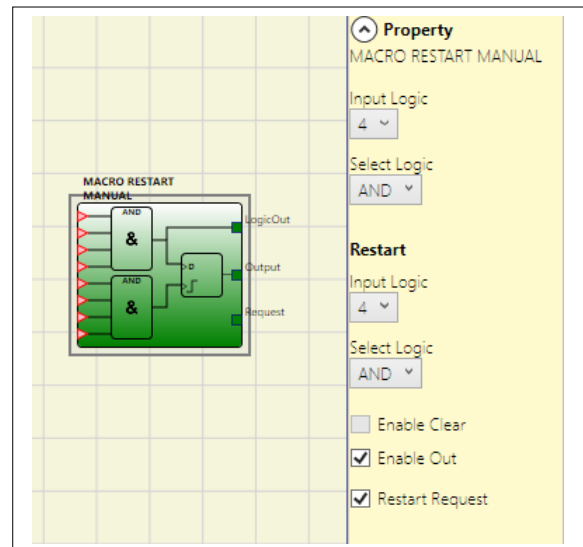 MACRO RESTART
MANUAL
AND
&
AND
&
D
LogicOut
Output
Request
Property
MACRO RESTART MANUAL
Input Logic
4
Select Logic
AND
Restart
Input Logic
4
Select Logic
AND
Enable Clear
Enable Out
Restart Request